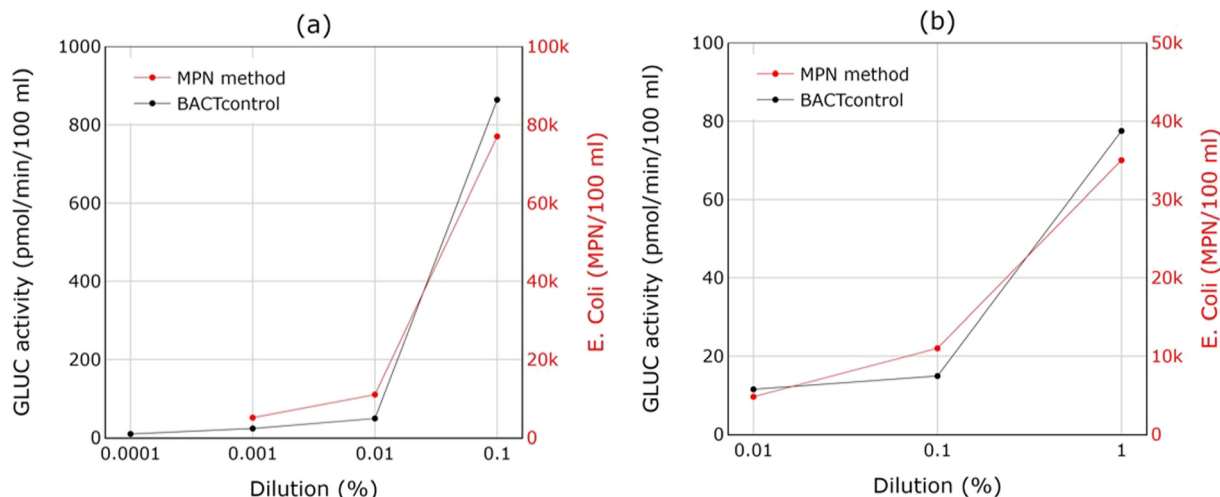 (a)
GLUC activity (pmol/min/100 ml)
1000
800
600
400
200
0
MPN method
BACTcontrol
100k
80k
60k
40k
20k
0
E. Coli (MPN/100 ml)
0.0001 0.001 0.01 0.1
Dilution (%)
(b)
GLUC activity (pmol/min/100 ml)
100
80
60
40
20
0
MPN method
BACTcontrol
50k
40k
30k
20k
10k
0
E. Coli (MPN/100 ml)
0.01 0.1 1
Dilution (%)